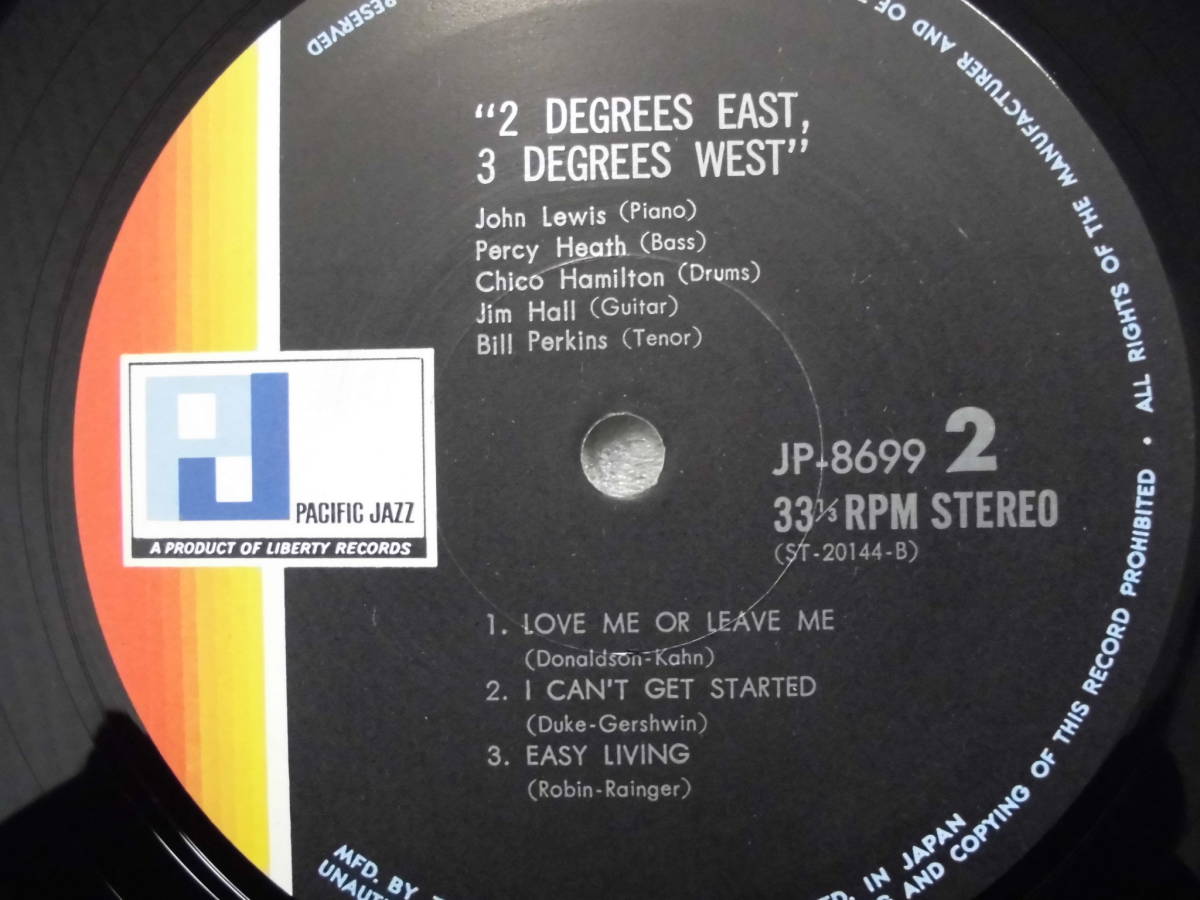 RESERVED
"2 DEGREES EAST,
3 DEGREES WEST"
John Lewis (Piano)
Percy Heath (Bass)
Chico Hamilton (Drums)
Jim Hall (Guitar)
Bill Perkins (Tenor)
PACIFIC JAZZ
A PRODUCT OF LIBERTY RECORDS
JP-8699 2
33 1/3 RPM STEREO
(ST-20144-B)
1. LOVE ME OR LEAVE ME
(Donaldson-Kahn)
2. I CAN'T GET STARTED
(Duke-Gershwin)
3. EASY LIVING
(Robin-Rainger)
MFD. BY
IN JAPAN
AND COPYING OF THIS RECORD PROHIBITED • ALL RIGHTS OF THE MANUFACTURER AND OF